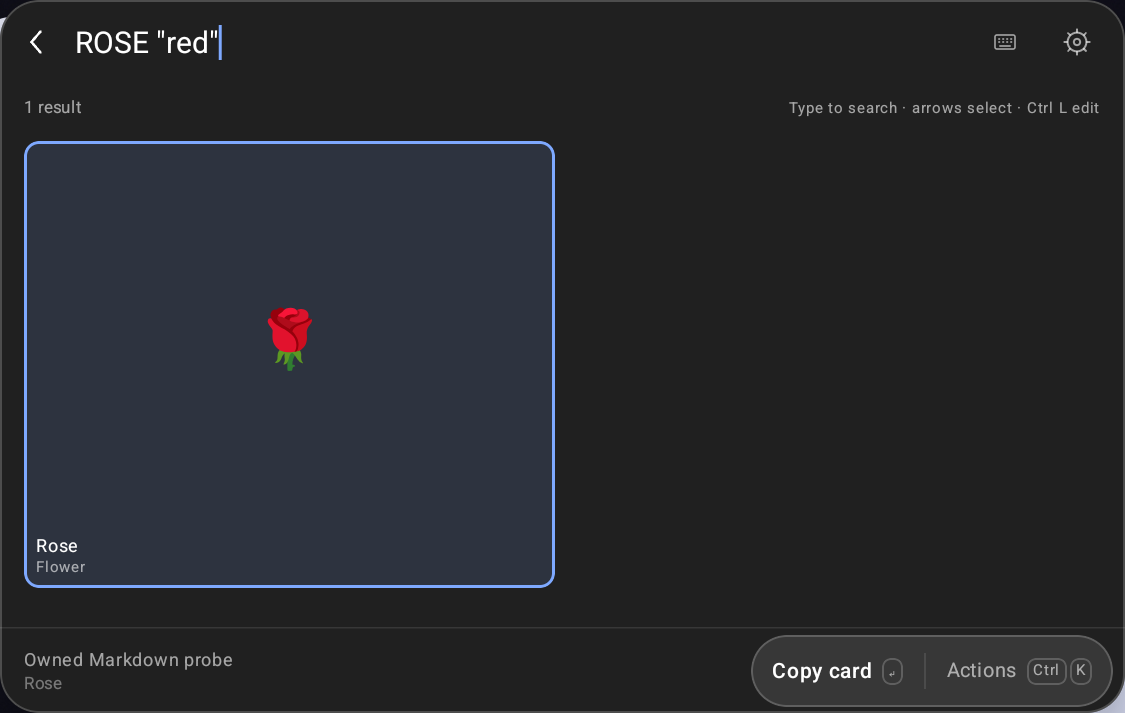 ROSE "red"
1 result
Type to search · arrows select · Ctrl L edit
Rose
Flower
Owned Markdown probe
Rose
Copy card
Actions Ctrl K